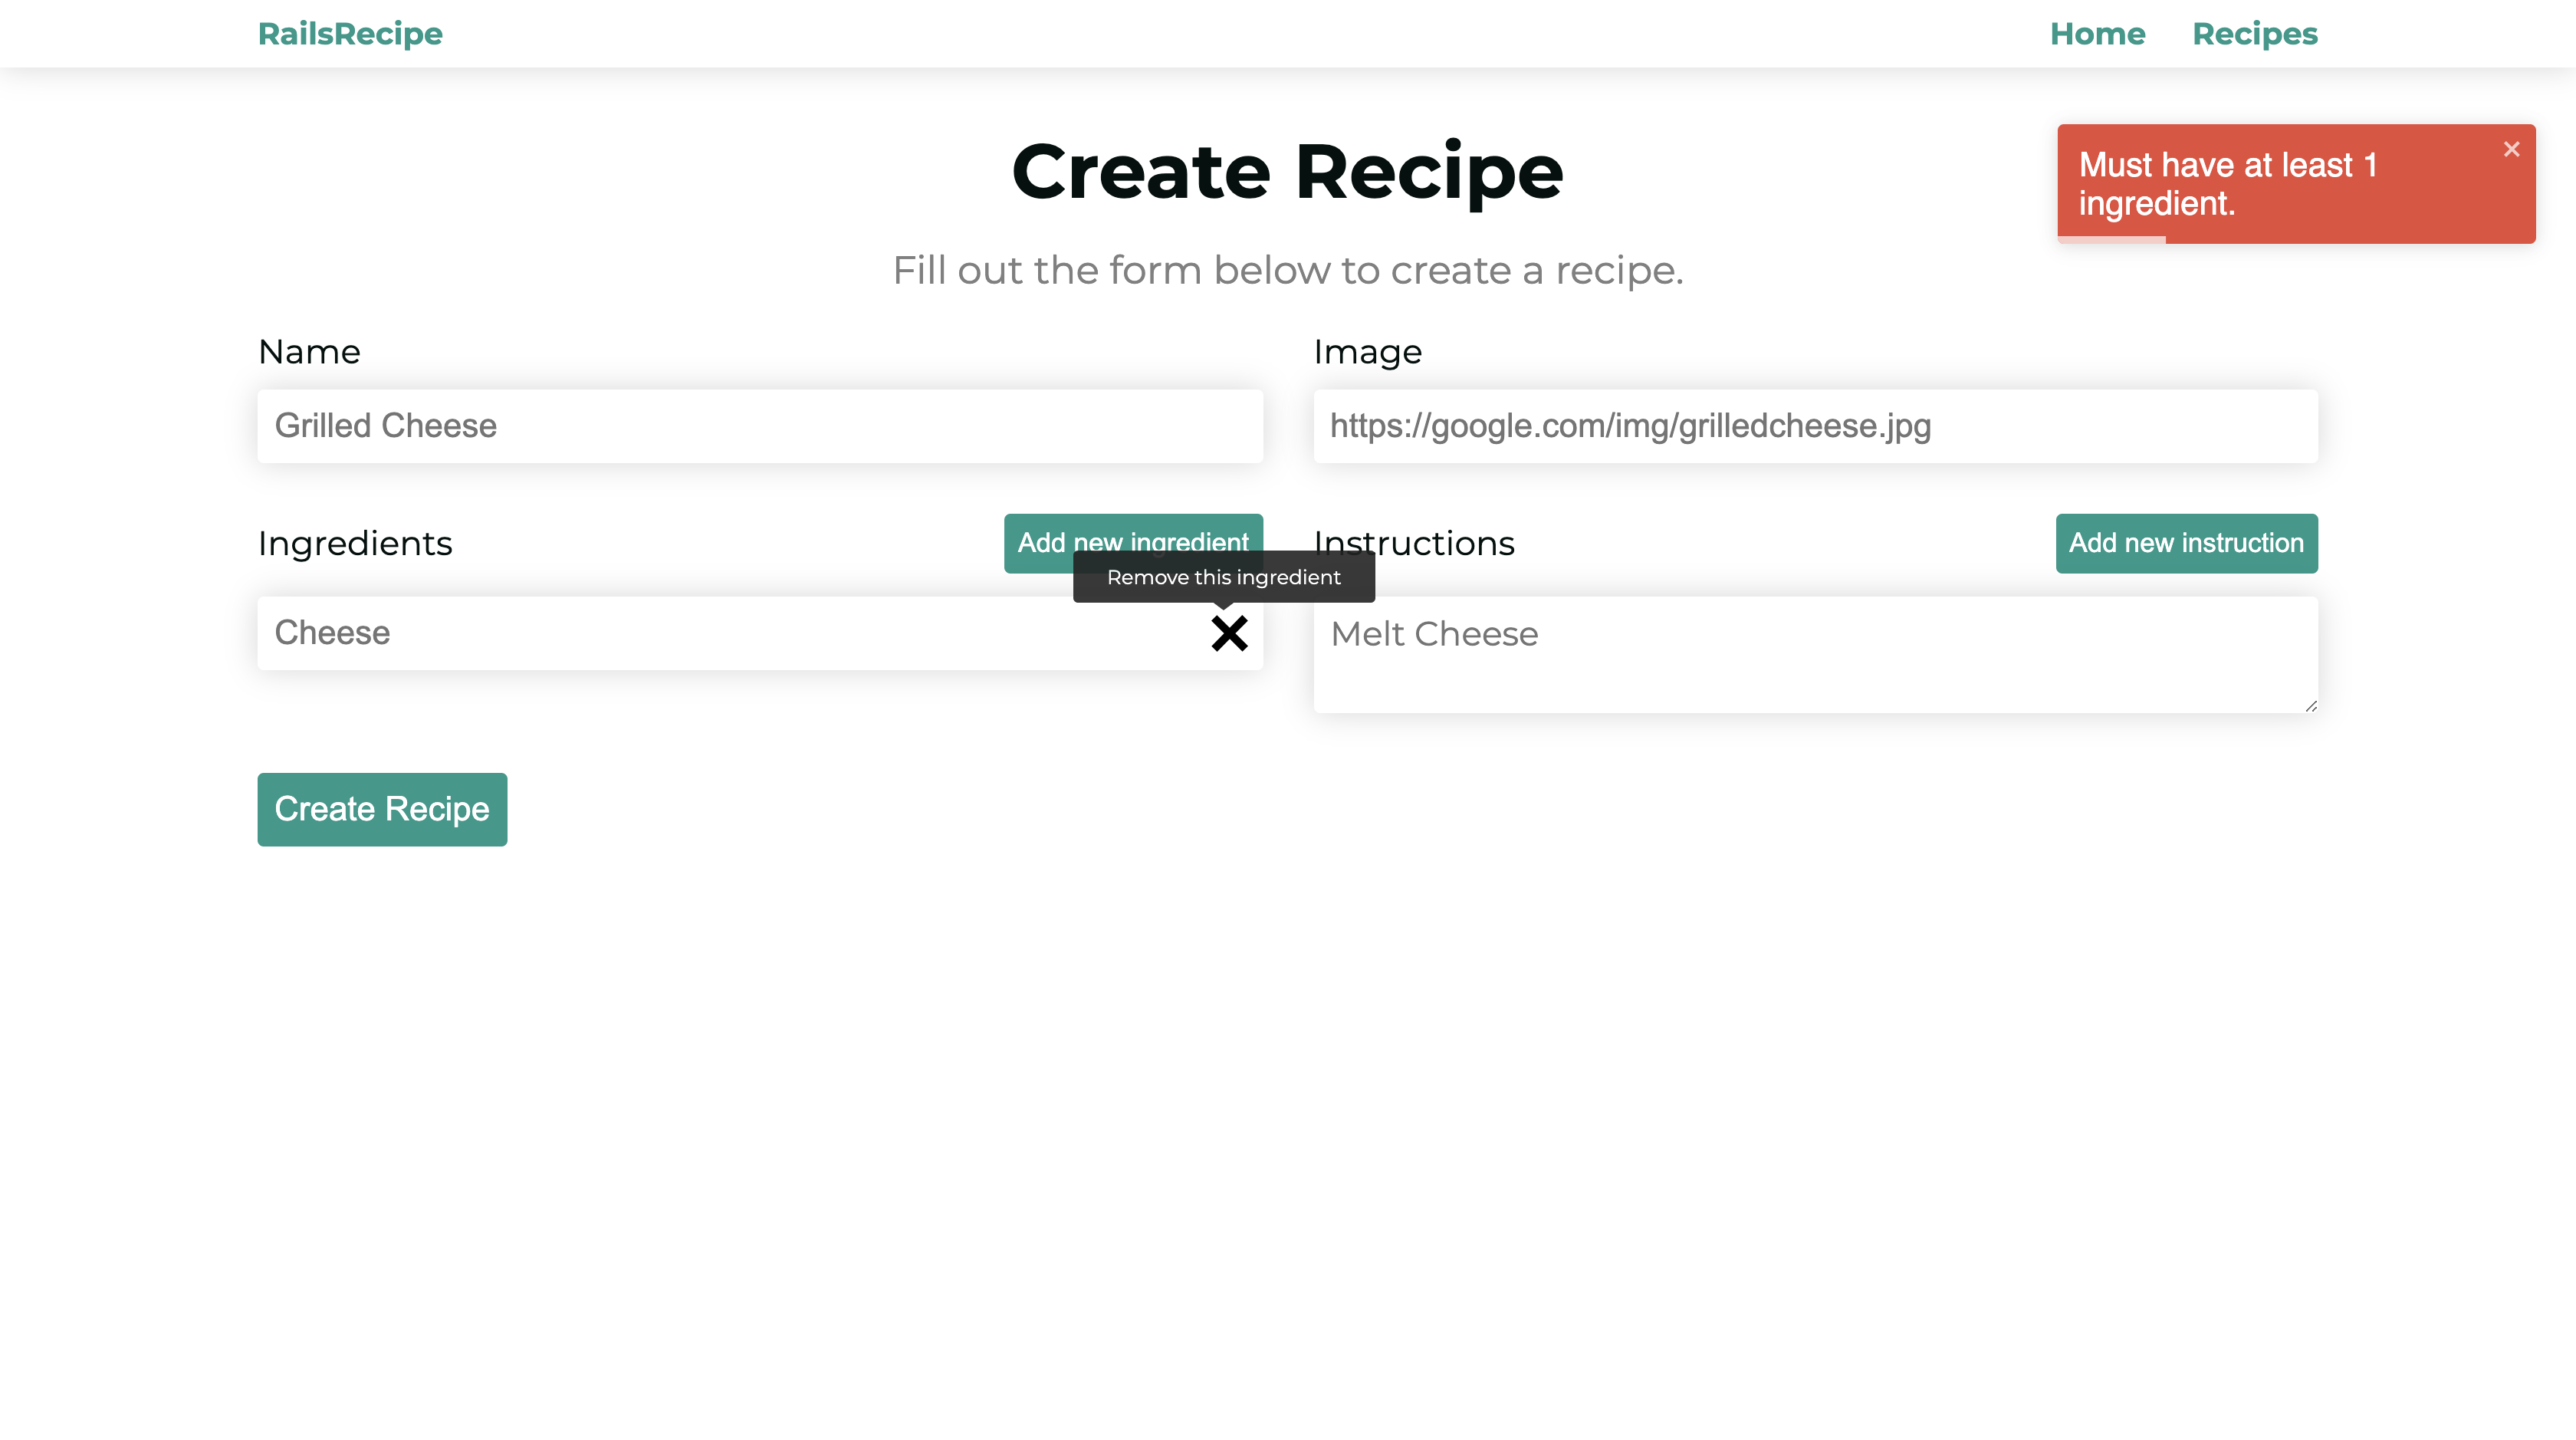 RailsRecipe
Home
Recipes
Create Recipe
Must have at least 1
ingredient.
Fill out the form below to create a recipe.
Name
Image
Grilled Cheese
https://google.com/img/grilledcheese.jpg
Ingredients
Add new ingredient
Instructions
Add new instruction
Remove this ingredient
Cheese
Melt Cheese
Create Recipe